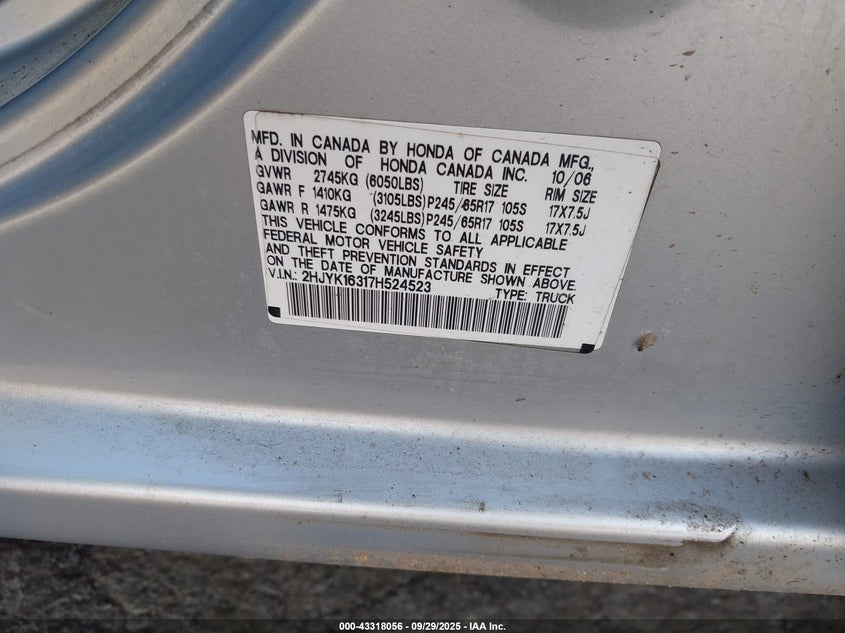 MFD. IN CANADA BY HONDA OF CANADA MFG.,
A DIVISION OF HONDA CANADA INC. 10/06
GVWR 2745KG (6050LBS) TIRE SIZE RIM SIZE
GAWR F 1410KG (3105LBS) P245/65R17 105S 17X7.5J
GAWR R 1475KG (3245LBS) P245/65R17 105S 17X7.5J
THIS VEHICLE CONFORMS TO ALL APPLICABLE
FEDERAL MOTOR VEHICLE SAFETY
AND THEFT PREVENTION STANDARDS IN EFFECT
ON THE DATE OF MANUFACTURE SHOWN ABOVE.
V.I.N.: 2HJYK16317H524523
TYPE: TRUCK
000-43318056 | 09/29/2025 | IAA Inc.